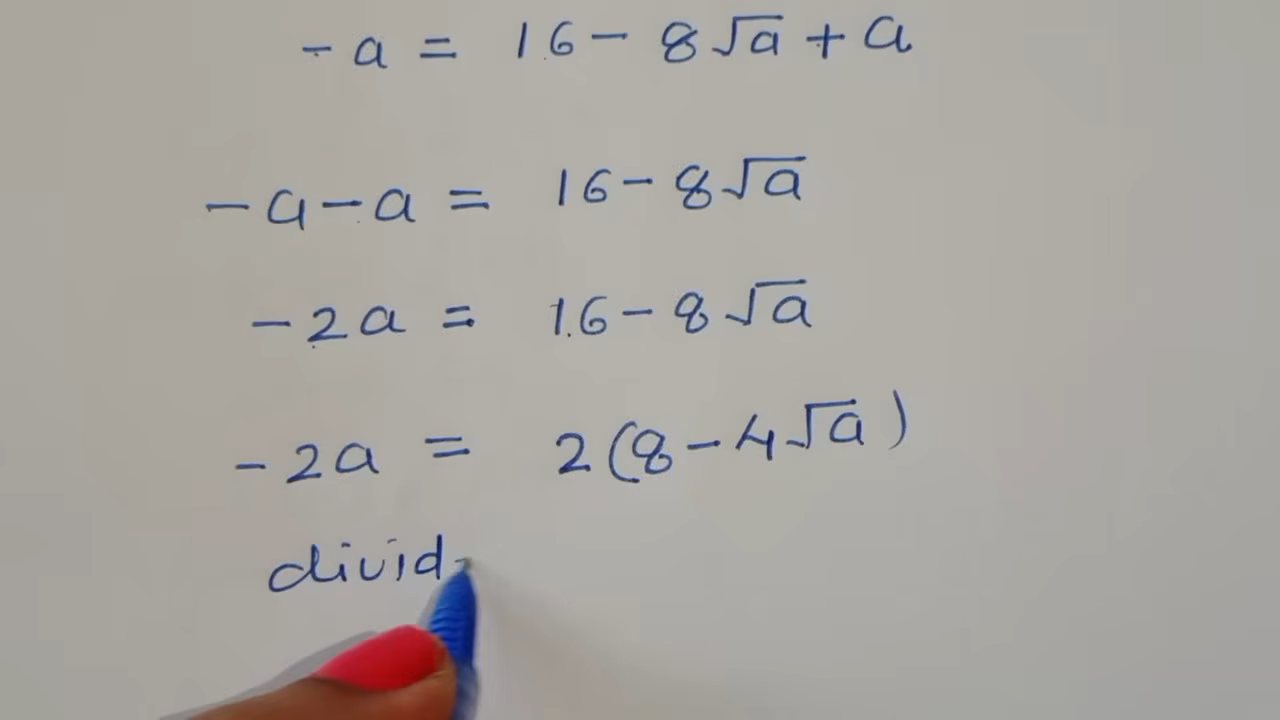 -a = 16 - 8√a + a
-a-a = 16 - 8√a
-2a = 16 - 8√a
-2a = 2(8 - 4√a)
divid